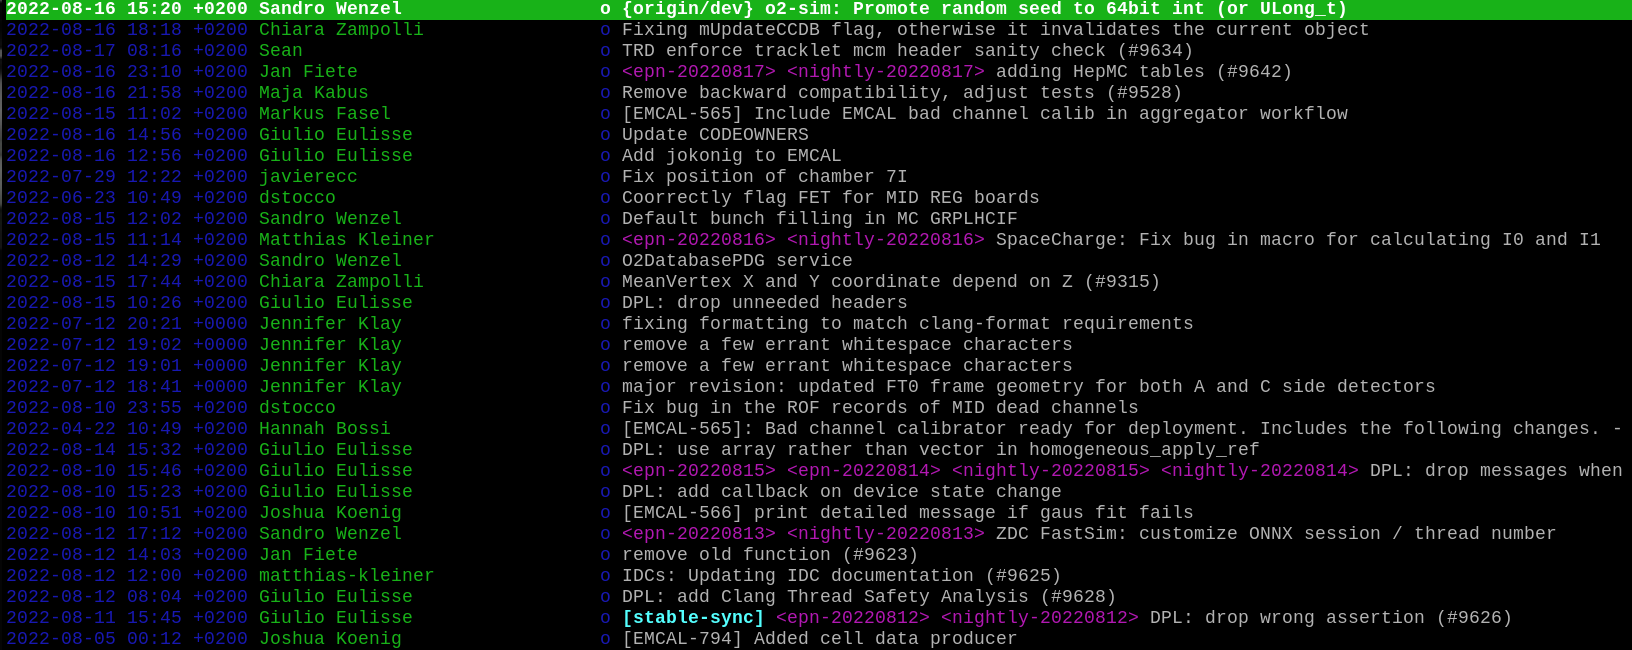 2022-08-16 15:20 +0200 Sandro Wenzel o {origin/dev} o2-sim: Promote random seed to 64bit int (or ULong_t)
2022-08-16 18:18 +0200 Chiara Zampolli o Fixing mUpdateCCDB flag, otherwise it invalidates the current object
2022-08-17 08:16 +0200 Sean o TRD enforce tracklet mcm header sanity check (#9634)
2022-08-16 23:10 +0200 Jan Fiete o <epn-20220817> <nightly-20220817> adding HepMC tables (#9642)
2022-08-16 21:58 +0200 Maja Kabus o Remove backward compatibility, adjust tests (#9528)
2022-08-15 11:02 +0200 Markus Fasel o [EMCAL-565] Include EMCAL bad channel calib in aggregator workflow
2022-08-16 14:56 +0200 Giulio Eulisse o Update CODEOWNERS
2022-08-16 12:56 +0200 Giulio Eulisse o Add jokonig to EMCAL
2022-07-29 12:22 +0200 javierecc o Fix position of chamber 7I
2022-06-23 10:49 +0200 dstocco o Coorrectly flag FET for MID REG boards
2022-08-15 12:02 +0200 Sandro Wenzel o Default bunch filling in MC GRPLHCIF
2022-08-15 11:14 +0200 Matthias Kleiner o <epn-20220816> <nightly-20220816> SpaceCharge: Fix bug in macro for calculating I0 and I1
2022-08-12 14:29 +0200 Sandro Wenzel o O2DatabasePDG service
2022-08-15 17:44 +0200 Chiara Zampolli o MeanVertex X and Y coordinate depend on Z (#9315)
2022-08-15 10:26 +0200 Giulio Eulisse o DPL: drop unneeded headers
2022-07-12 20:21 +0000 Jennifer Klay o fixing formatting to match clang-format requirements
2022-07-12 19:02 +0000 Jennifer Klay o remove a few errant whitespace characters
2022-07-12 19:01 +0000 Jennifer Klay o remove a few errant whitespace characters
2022-07-12 18:41 +0000 Jennifer Klay o major revision: updated FT0 frame geometry for both A and C side detectors
2022-08-10 23:55 +0200 dstocco o Fix bug in the ROF records of MID dead channels
2022-04-22 10:49 +0200 Hannah Bossi o [EMCAL-565]: Bad channel calibrator ready for deployment. Includes the following changes. -
2022-08-14 15:32 +0200 Giulio Eulisse o DPL: use array rather than vector in homogeneous_apply_ref
2022-08-10 15:46 +0200 Giulio Eulisse o <epn-20220815> <epn-20220814> <nightly-20220815> <nightly-20220814> DPL: drop messages when
2022-08-10 15:23 +0200 Giulio Eulisse o DPL: add callback on device state change
2022-08-10 10:51 +0200 Joshua Koenig o [EMCAL-566] print detailed message if gaus fit fails
2022-08-12 17:12 +0200 Sandro Wenzel o <epn-20220813> <nightly-20220813> ZDC FastSim: customize ONNX session / thread number
2022-08-12 14:03 +0200 Jan Fiete o remove old function (#9623)
2022-08-12 12:00 +0200 matthias-kleiner o IDCs: Updating IDC documentation (#9625)
2022-08-12 08:04 +0200 Giulio Eulisse o DPL: add Clang Thread Safety Analysis (#9628)
2022-08-11 15:45 +0200 Giulio Eulisse o [stable-sync] <epn-20220812> <nightly-20220812> DPL: drop wrong assertion (#9626)
2022-08-05 00:12 +0200 Joshua Koenig o [EMCAL-794] Added cell data producer